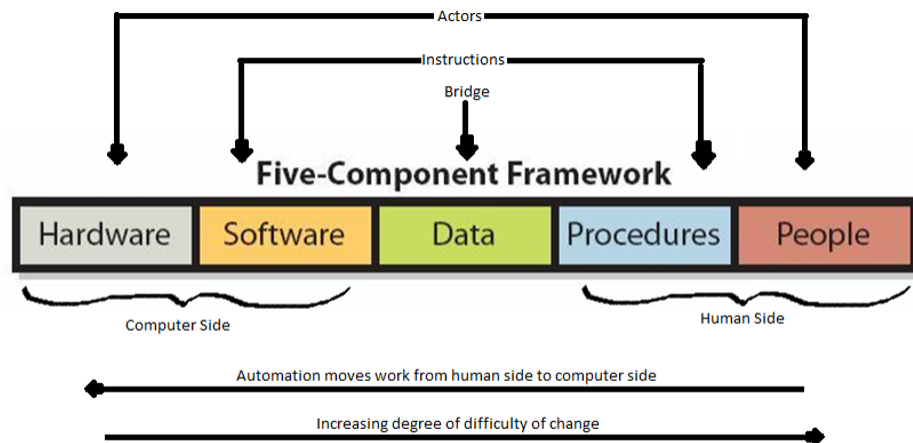 Actors
Instructions
Bridge
Five-Component Framework
Hardware Software Data Procedures People
Computer Side
Human Side
Automation moves work from human side to computer side
Increasing degree of difficulty of change